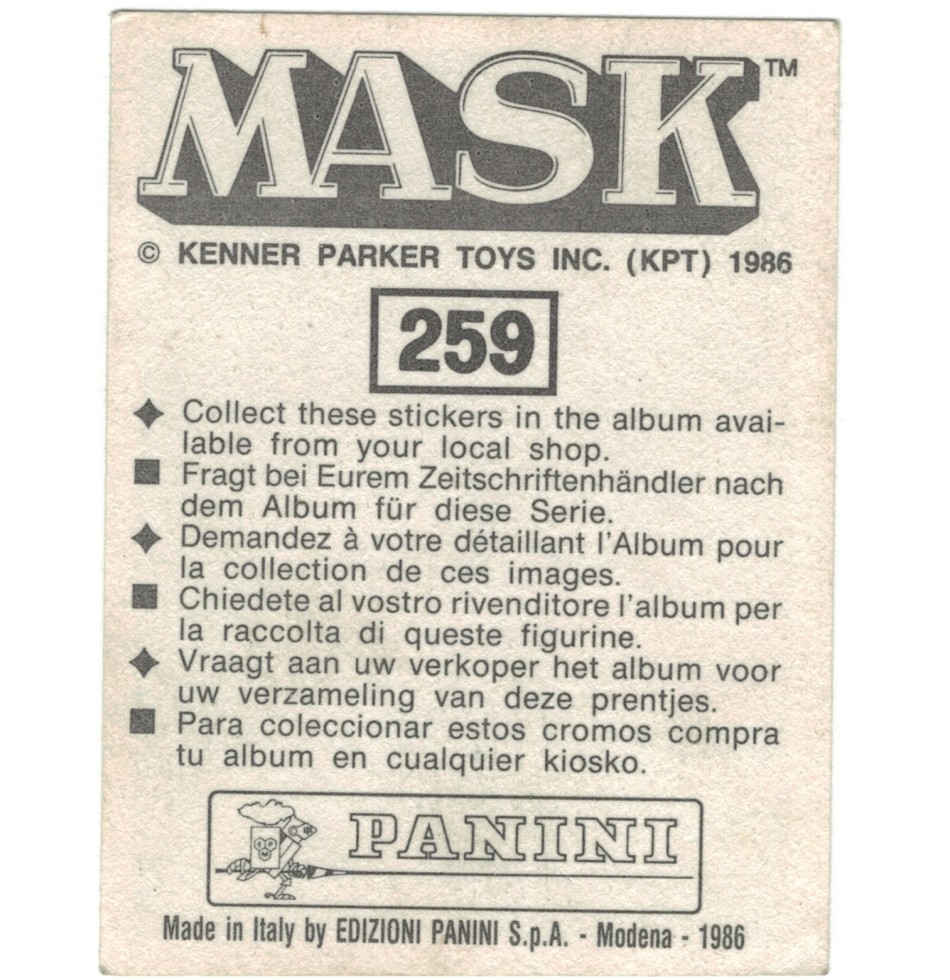 MASK™
© KENNER PARKER TOYS INC. (KPT) 1986
259
Collect these stickers in the album avai-
lable from your local shop.
Fragt bei Eurem Zeitschriftenhändler nach
dem Album für diese Serie.
Demandez à votre détaillant l'Album pour
la collection de ces images.
Chiedete al vostro rivenditore l'album per
la raccolta di queste figurine.
Vraagt aan uw verkoper het album voor
uw verzameling van deze prentjes.
Para coleccionar estos cromos compra
tu album en cualquier kiosko.
PANINI
Made in Italy by EDIZIONI PANINI S.p.A. - Modena - 1986